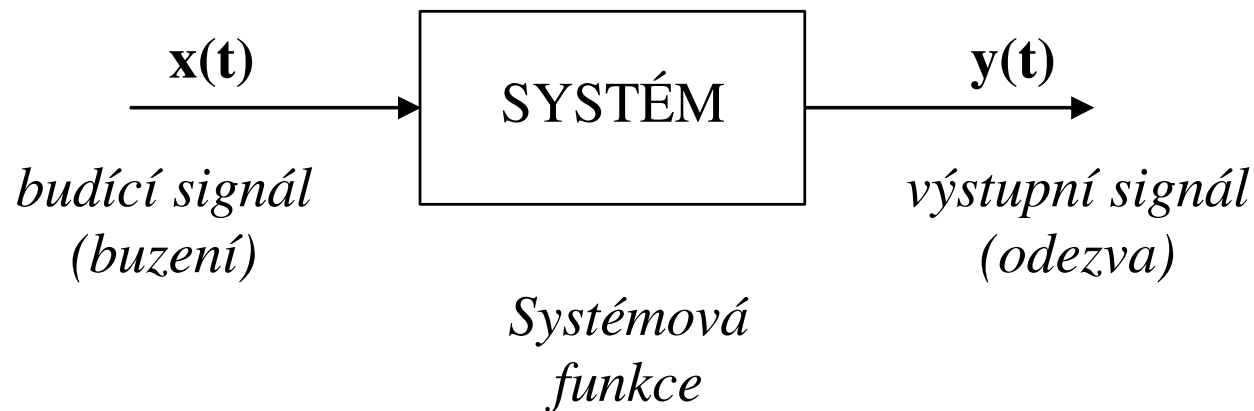 x(t)
SYSTÉM
y(t)
budící signál
(buzení)
výstupní signál
(odezva)
Systémová
funkce